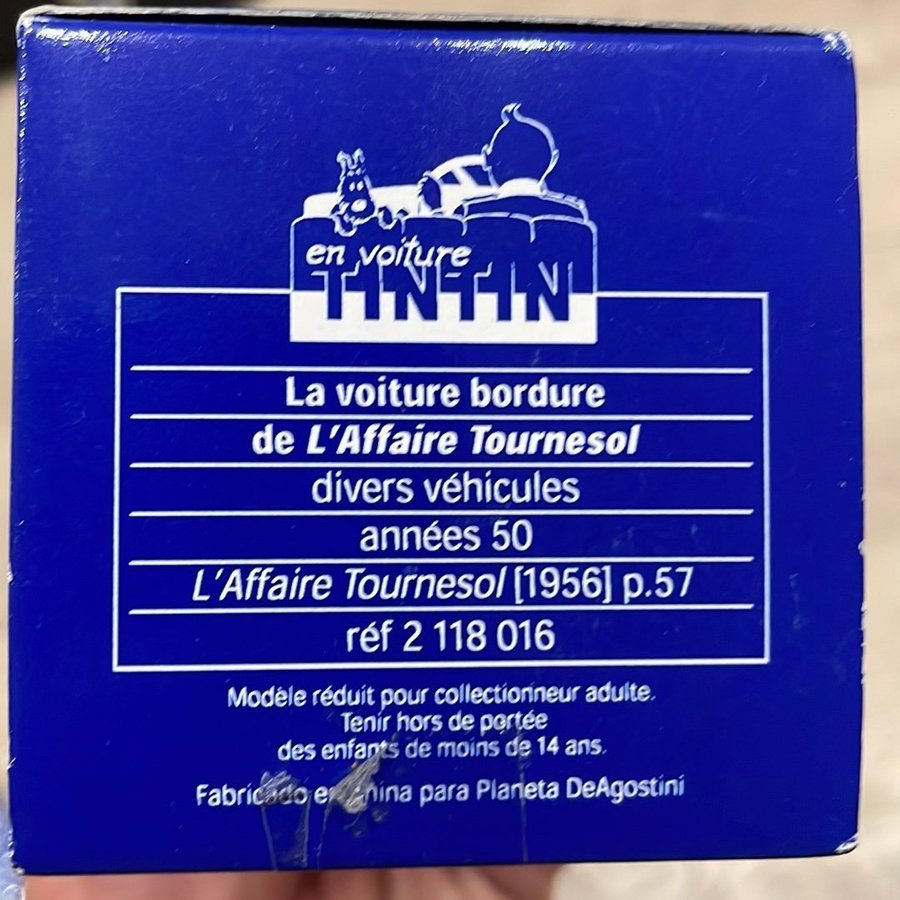 en voiture
TINTIN
La voiture bordure
de L'Affaire Tournesol
divers véhicules
années 50
L'Affaire Tournesol [1956] p.57
réf 2 118 016
Modèle réduit pour collectionneur adulte.
Tenir hors de portée
des enfants de moins de 14 ans.
Fabricado en China para Planeta DeAgostini